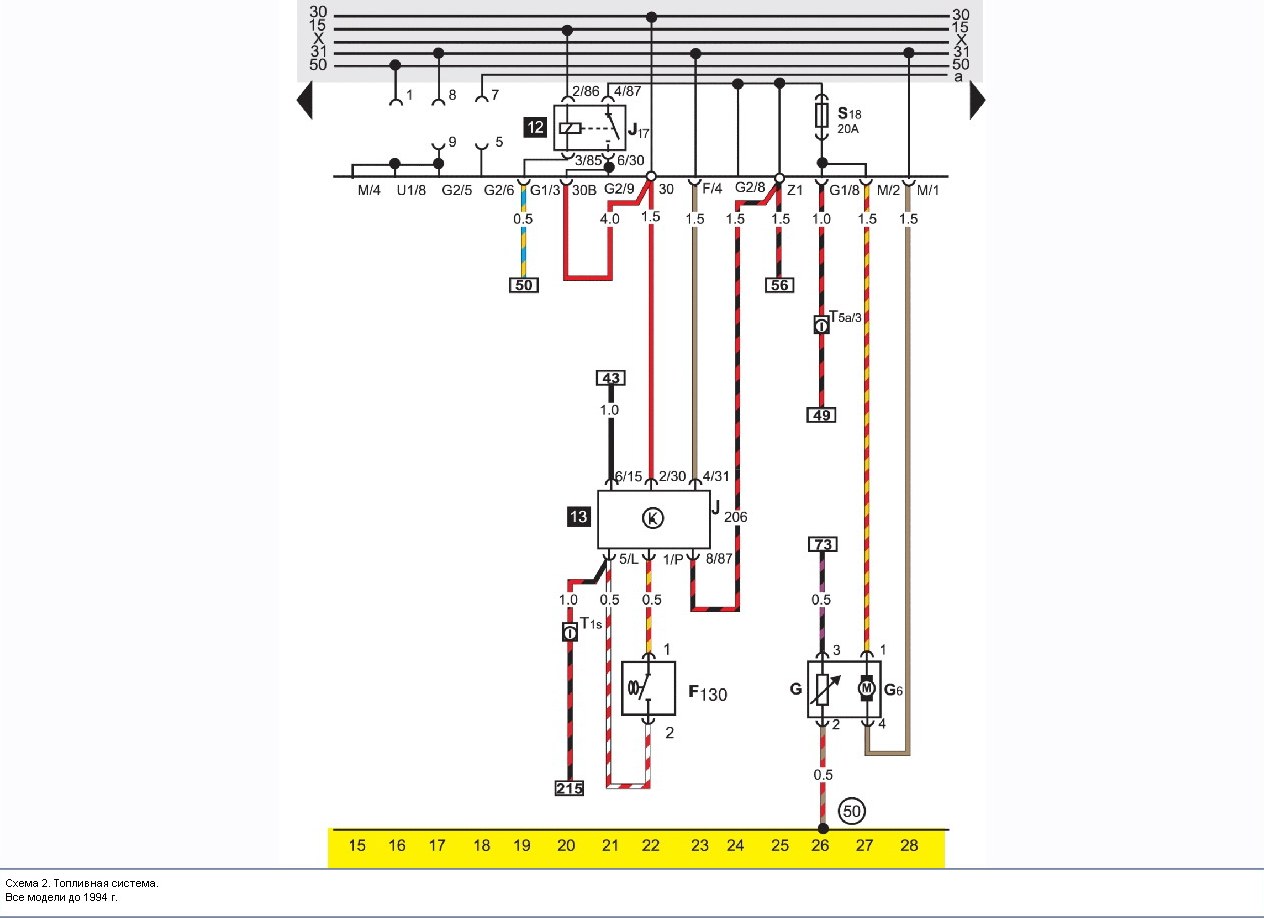 30 30
15 15
X X
31 31
50 50
a
1 8 7 2/86 4/87
S18
20A
12 J17
9 5
3/85 6/30
M/4 U1/8 G2/5 G2/6 G1/3 30B G2/9 30 F/4 G2/8 Z1 G1/8 M/2 M/1
0.5 4.0 1.5 1.5 1.5 1.5 1.0 1.5 1.5
50 56
T5a/3
43
1.0 49
6/15 2/30 4/31
13 K J206
73
5/L 1/P 8/87
1.0 0.5 0.5 0.5
T1s
1 3 1
F130 G M G6
2 2 4
0.5
215
50
15 16 17 18 19 20 21 22 23 24 25 26 27 28
Схема 2. Топливная система.
Все модели до 1994 г.